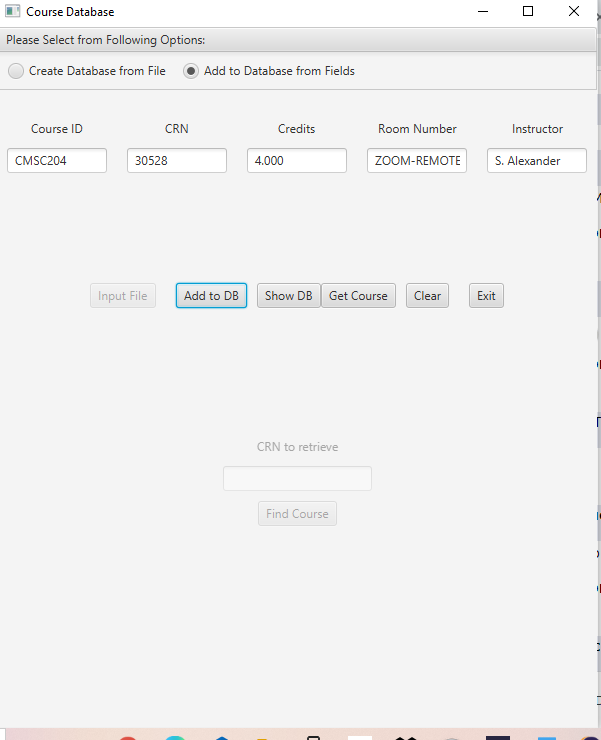 Course Database
Please Select from Following Options:
Create Database from File Add to Database from Fields
Course ID CRN Credits Room Number Instructor
CMSC204 30528 4.000 ZOOM-REMOTE S. Alexander
Input File Add to DB Show DB Get Course Clear Exit
CRN to retrieve
Find Course